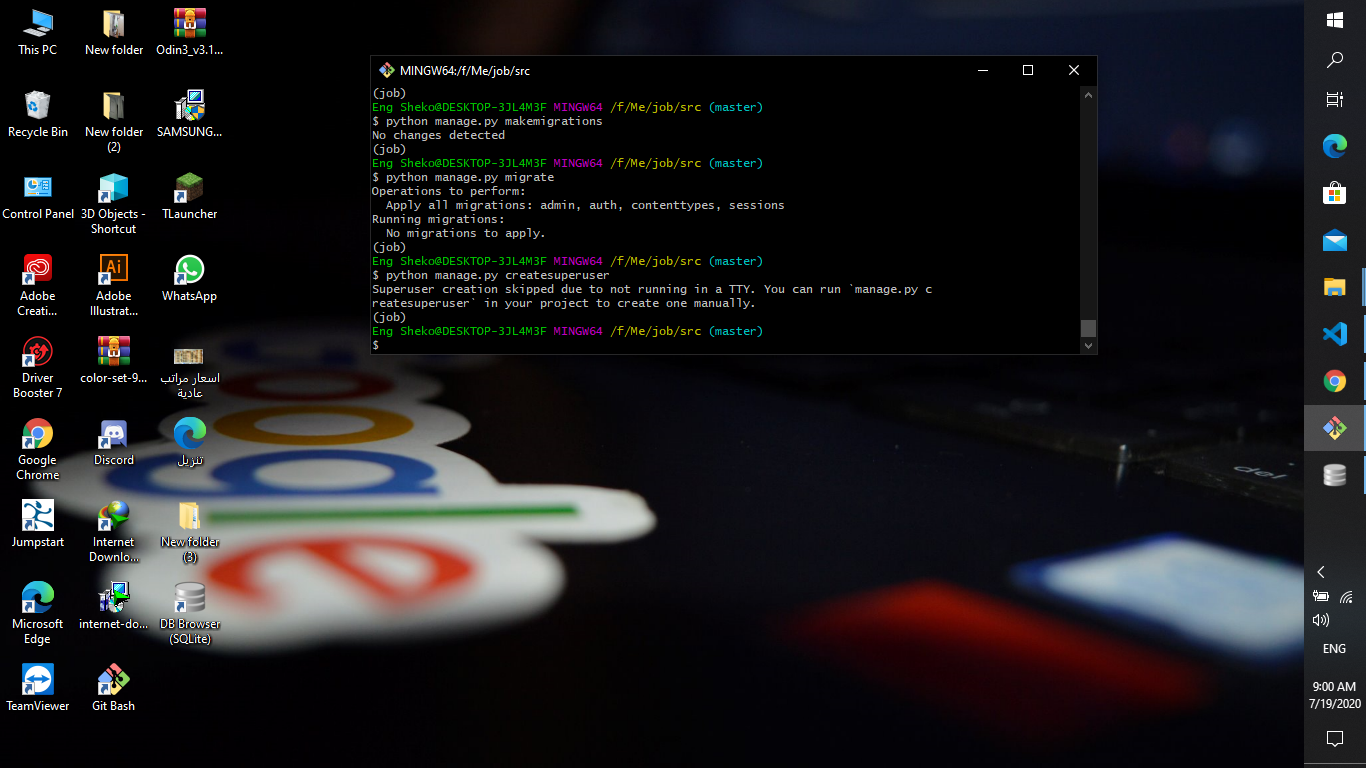 This PC
New folder
Odin3_v3.1...
Recycle Bin
New folder
(2)
SAMSUNG...
Control Panel
3D Objects -
Shortcut
TLauncher
Adobe
Creati...
Adobe
Illustrat...
WhatsApp
Driver
Booster 7
color-set-9...
اسعار مراتب
عادية
Google
Chrome
Discord
تنزيل
Jumpstart
Internet
Downlo...
New folder
(3)
Microsoft
Edge
internet-do...
DB Browser
(SQLite)
TeamViewer
Git Bash
MINGW64:/f/Me/job/src
(job)
Eng Sheko@DESKTOP-3JL4M3F MINGW64 /f/Me/job/src (master)
$ python manage.py makemigrations
No changes detected
(job)
Eng Sheko@DESKTOP-3JL4M3F MINGW64 /f/Me/job/src (master)
$ python manage.py migrate
Operations to perform:
Apply all migrations: admin, auth, contenttypes, sessions
Running migrations:
No migrations to apply.
(job)
Eng Sheko@DESKTOP-3JL4M3F MINGW64 /f/Me/job/src (master)
$ python manage.py createsuperuser
Superuser creation skipped due to not running in a TTY. You can run `manage.py c
reatesuperuser` in your project to create one manually.
(job)
Eng Sheko@DESKTOP-3JL4M3F MINGW64 /f/Me/job/src (master)
$
del
ENG
9:00 AM
7/19/2020